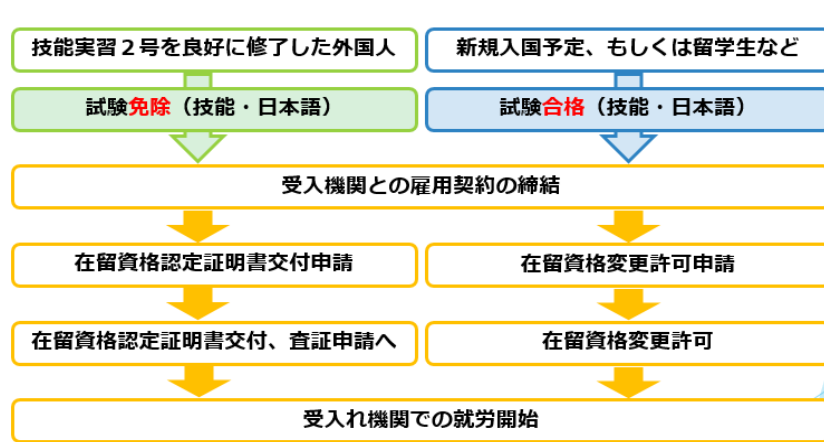 技能実習２号を良好に修了した外国人
新規入国予定、もしくは留学生など
試験免除（技能・日本語）
試験合格（技能・日本語）
受入機関との雇用契約の締結
在留資格認定証明書交付申請
在留資格変更許可申請
在留資格認定証明書交付、査証申請へ
在留資格変更許可
受入れ機関での就労開始